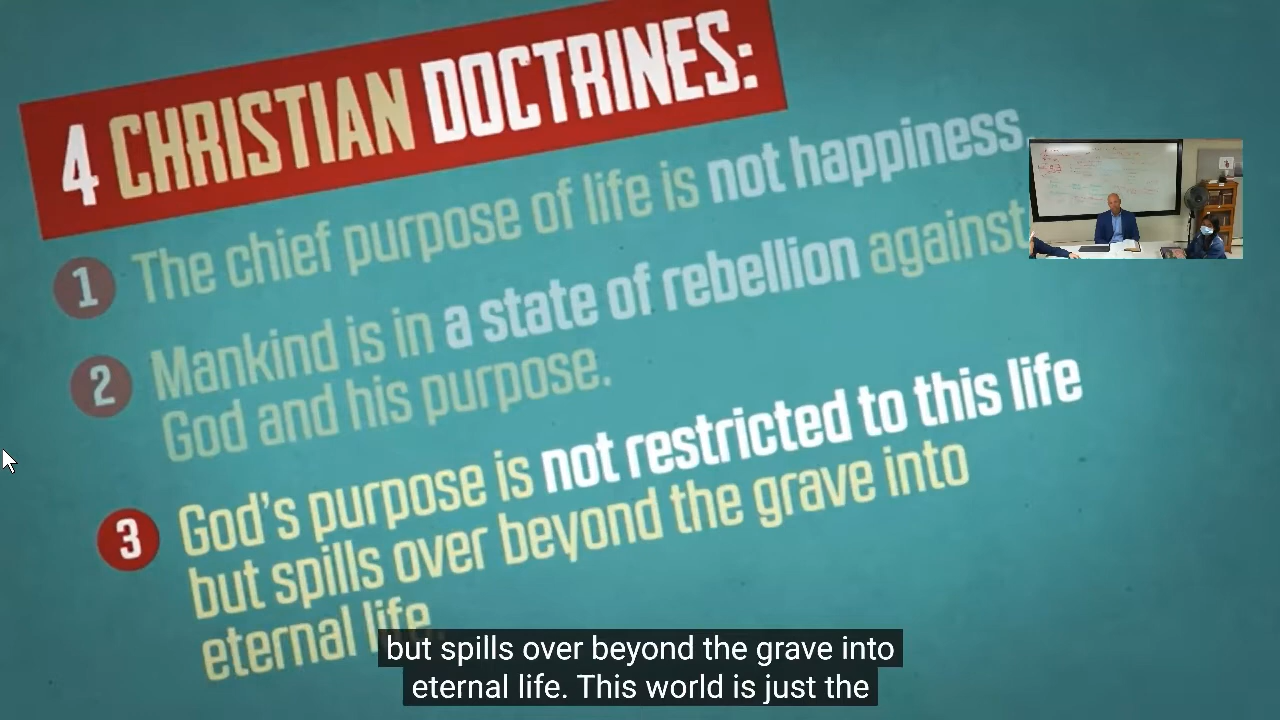 4 CHRISTIAN DOCTRINES:
1 The chief purpose of life is not happiness
2 Mankind is in a state of rebellion against
God and his purpose.
3 God's purpose is not restricted to this life
but spills over beyond the grave into
eternal life.
but spills over beyond the grave into
eternal life. This world is just the